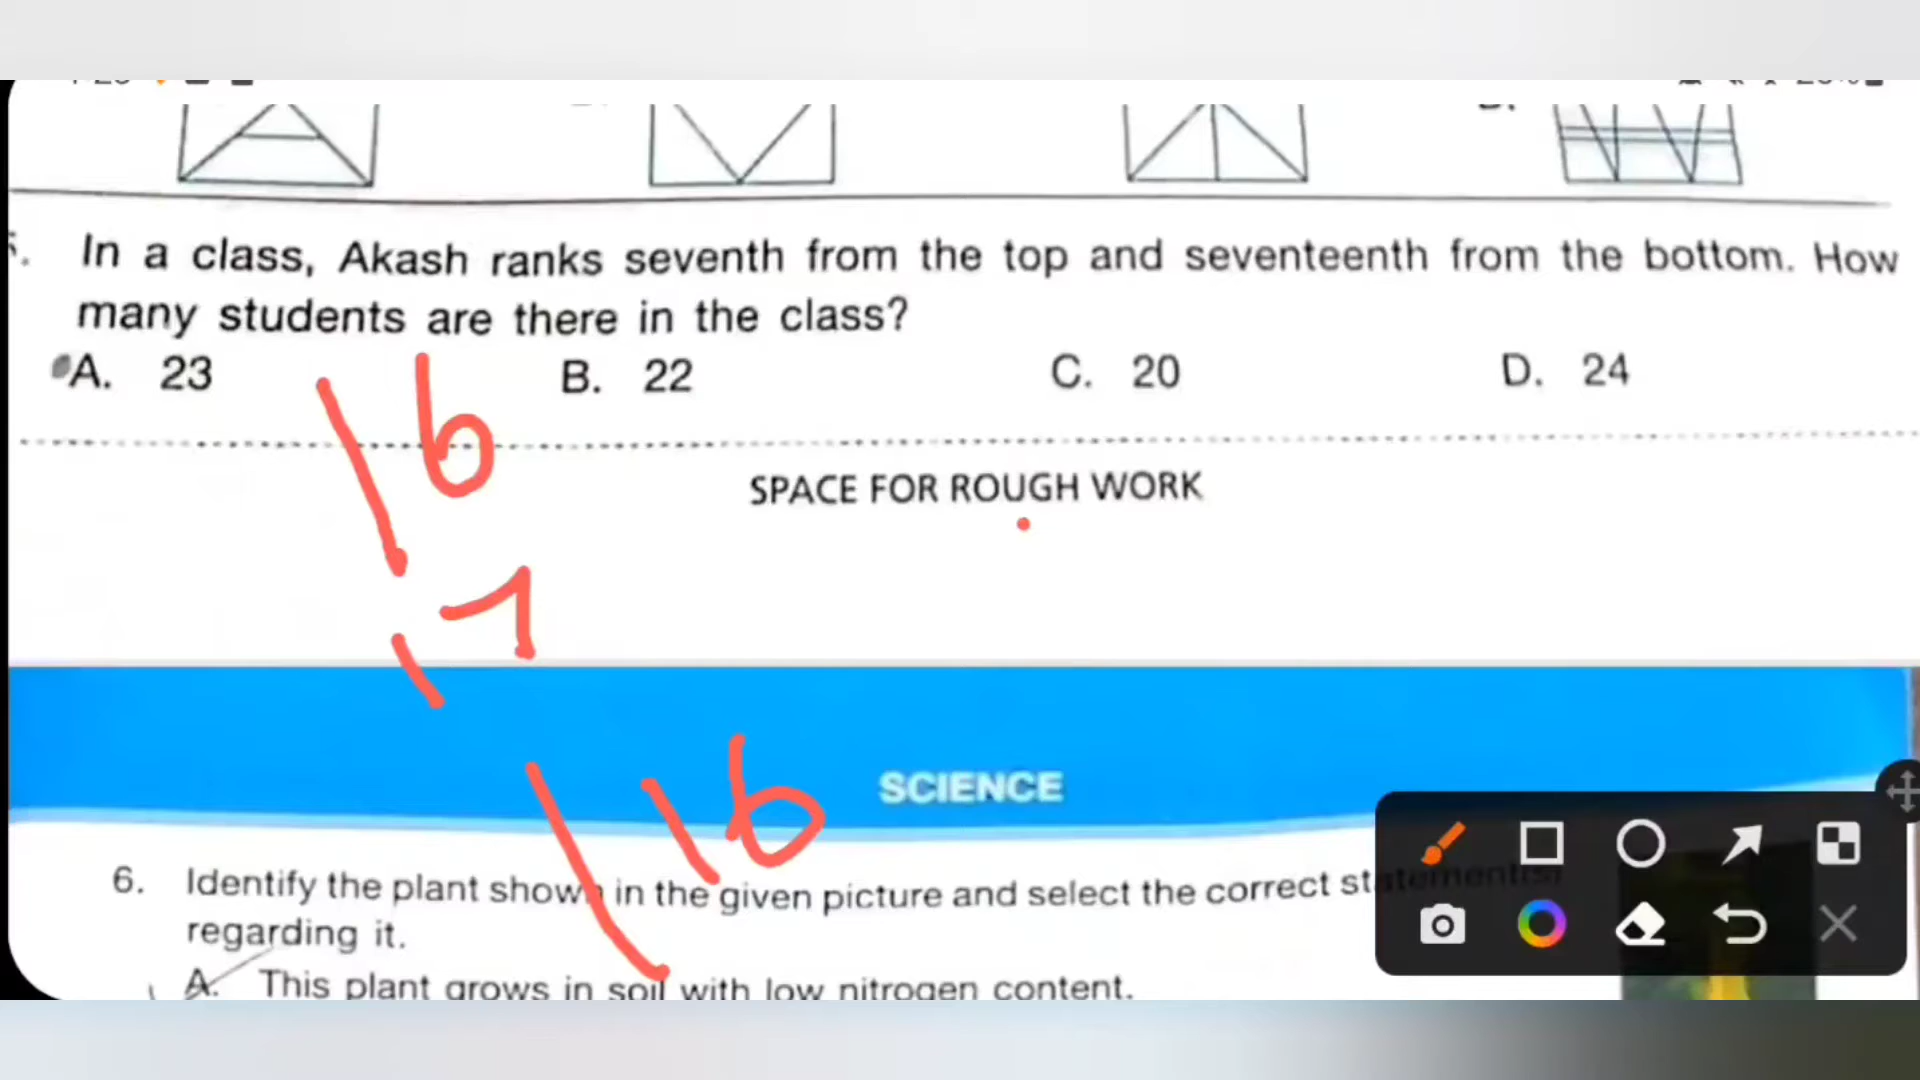 In a class, Akash ranks seventh from the top and seventeenth from the bottom. How
many students are there in the class?
A. 23 B. 22 C. 20 D. 24
16
SPACE FOR ROUGH WORK
17
16
SCIENCE
6. Identify the plant shown in the given picture and select the correct statement(s)
regarding it.
A. This plant grows in soil with low nitrogen content.